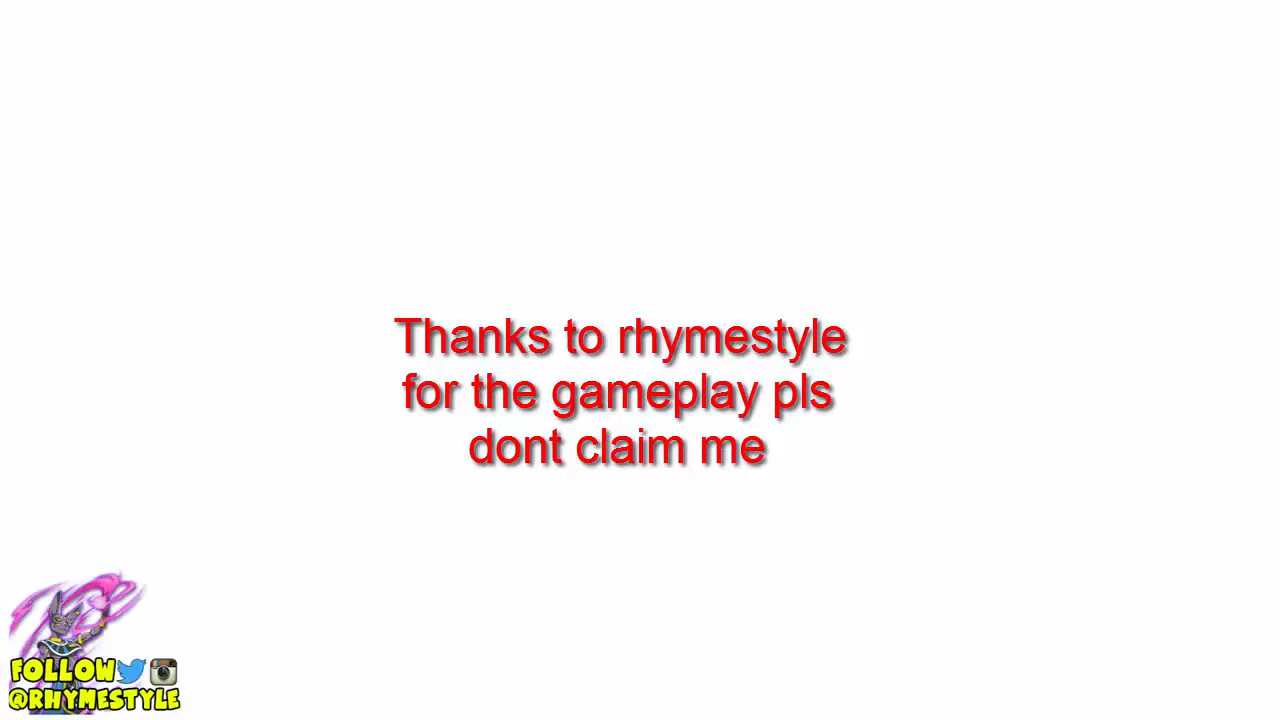 Thanks to rhymestyle
for the gameplay pls
dont claim me
FOLLOW
@RHYMESTYLE